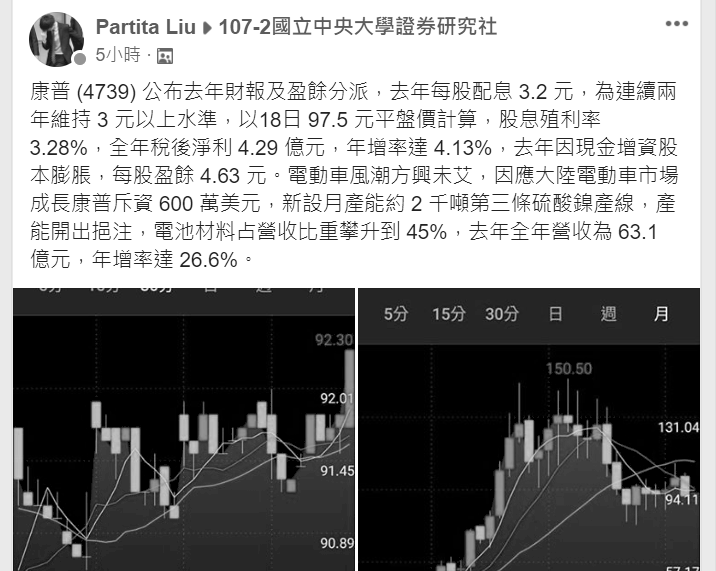 Partita Liu ▸ 107-2國立中央大學證券研究社
5小時 ·
康普 (4739) 公布去年財報及盈餘分派，去年每股配息 3.2 元，為連續兩
年維持 3 元以上水準，以18日 97.5 元平盤價計算，股息殖利率
3.28%，全年稅後淨利 4.29 億元，年增率達 4.13%，去年因現金增資股
本膨脹，每股盈餘 4.63 元。電動車風潮方興未艾，因應大陸電動車市場
成長康普斥資 600 萬美元，新設月產能約 2 千噸第三條硫酸鎳產線，產
能開出挹注，電池材料占營收比重攀升到 45%，去年全年營收為 63.1
億元，年增率達 26.6%。
92.30
92.01
91.45
90.89
5分 15分 30分 日 週 月
150.50
131.04
94.11
57.17